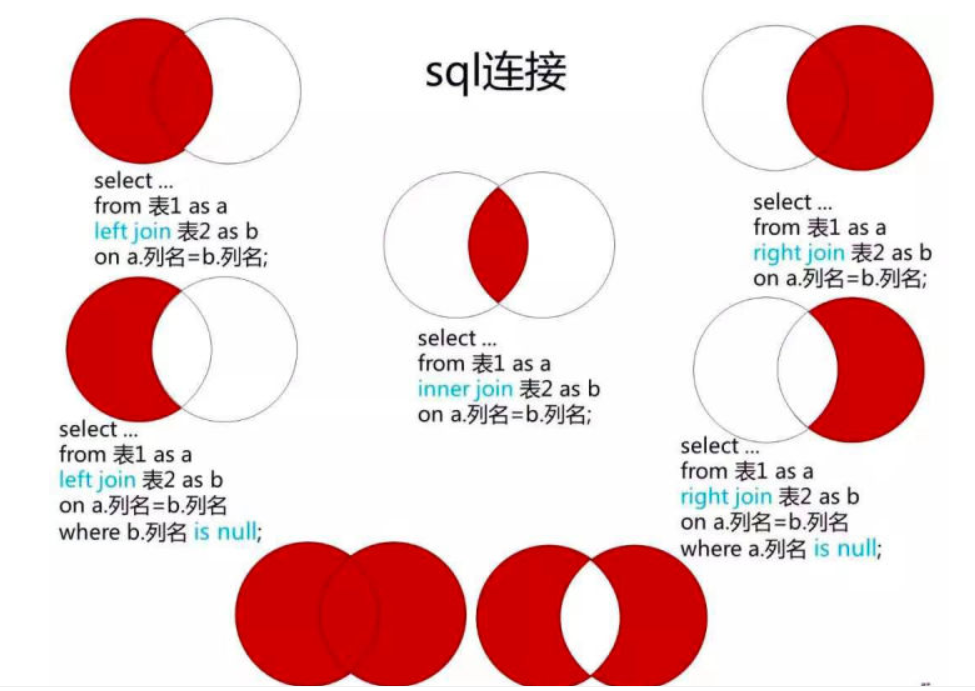 sql连接
select ...
from 表1 as a
left join 表2 as b
on a.列名=b.列名;
select ...
from 表1 as a
right join 表2 as b
on a.列名=b.列名;
select ...
from 表1 as a
inner join 表2 as b
on a.列名=b.列名;
select ...
from 表1 as a
left join 表2 as b
on a.列名=b.列名
where b.列名 is null;
select ...
from 表1 as a
right join 表2 as b
on a.列名=b.列名
where a.列名 is null;